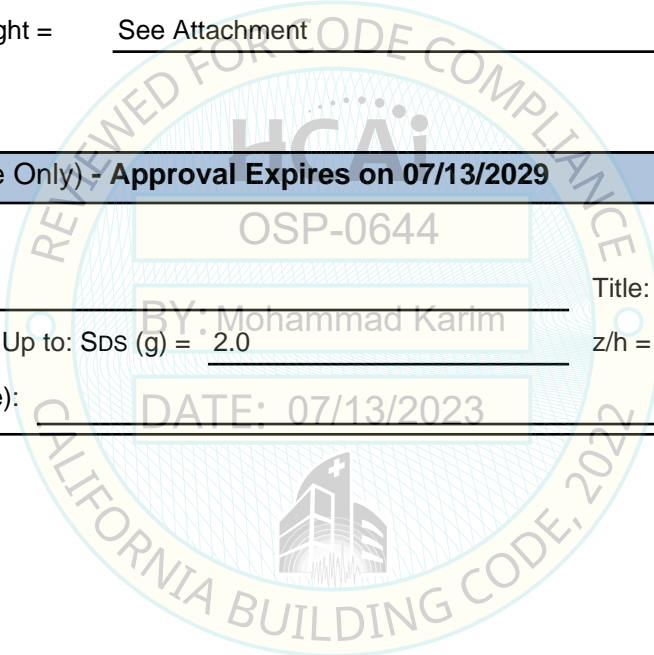 ght = See Attachment
REVIEWED FOR CODE COMPLIANCE
HCAi
e Only) - Approval Expires on 07/13/2029
OSP-0644
Title:
BY: Mohammad Karim
Up to: SDS (g) = 2.0 z/h =
e):
DATE: 07/13/2023
CALIFORNIA BUILDING CODE, 2022